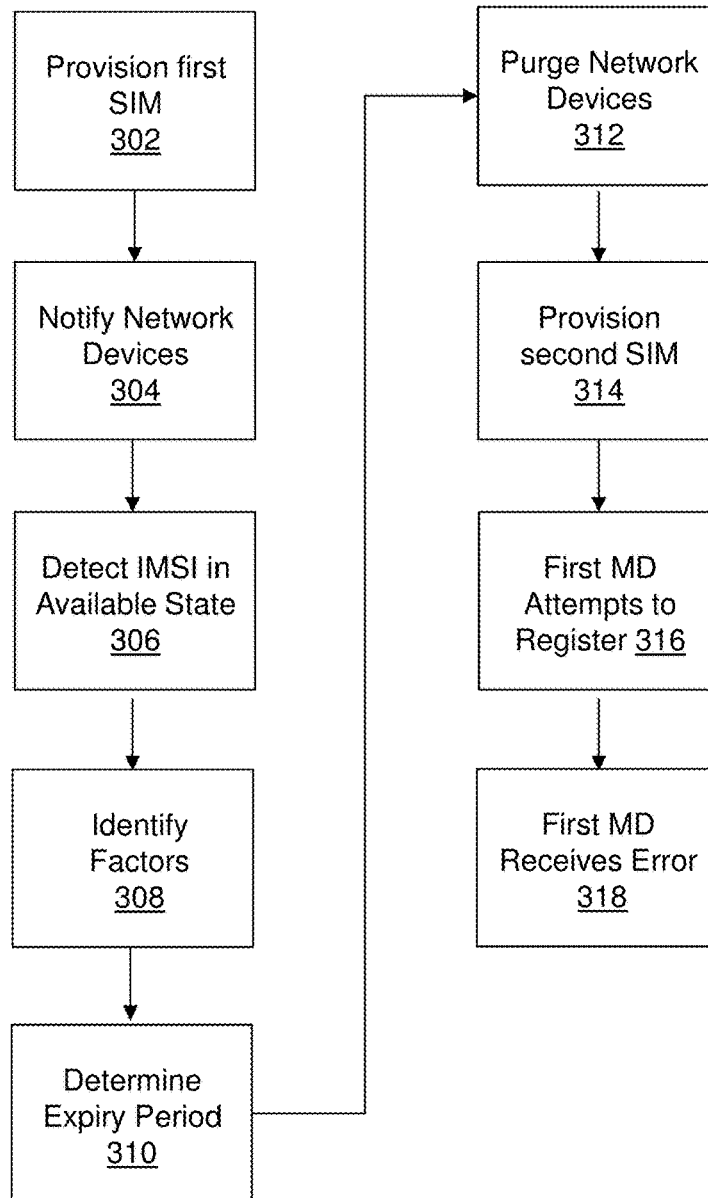 Provision first
SIM
302
Notify Network
Devices
304
Detect IMSI in
Available State
306
Identify
Factors
308
Determine
Expiry Period
310
Purge Network
Devices
312
Provision
second SIM
314
First MD
Attempts to
Register 316
First MD
Receives Error
318